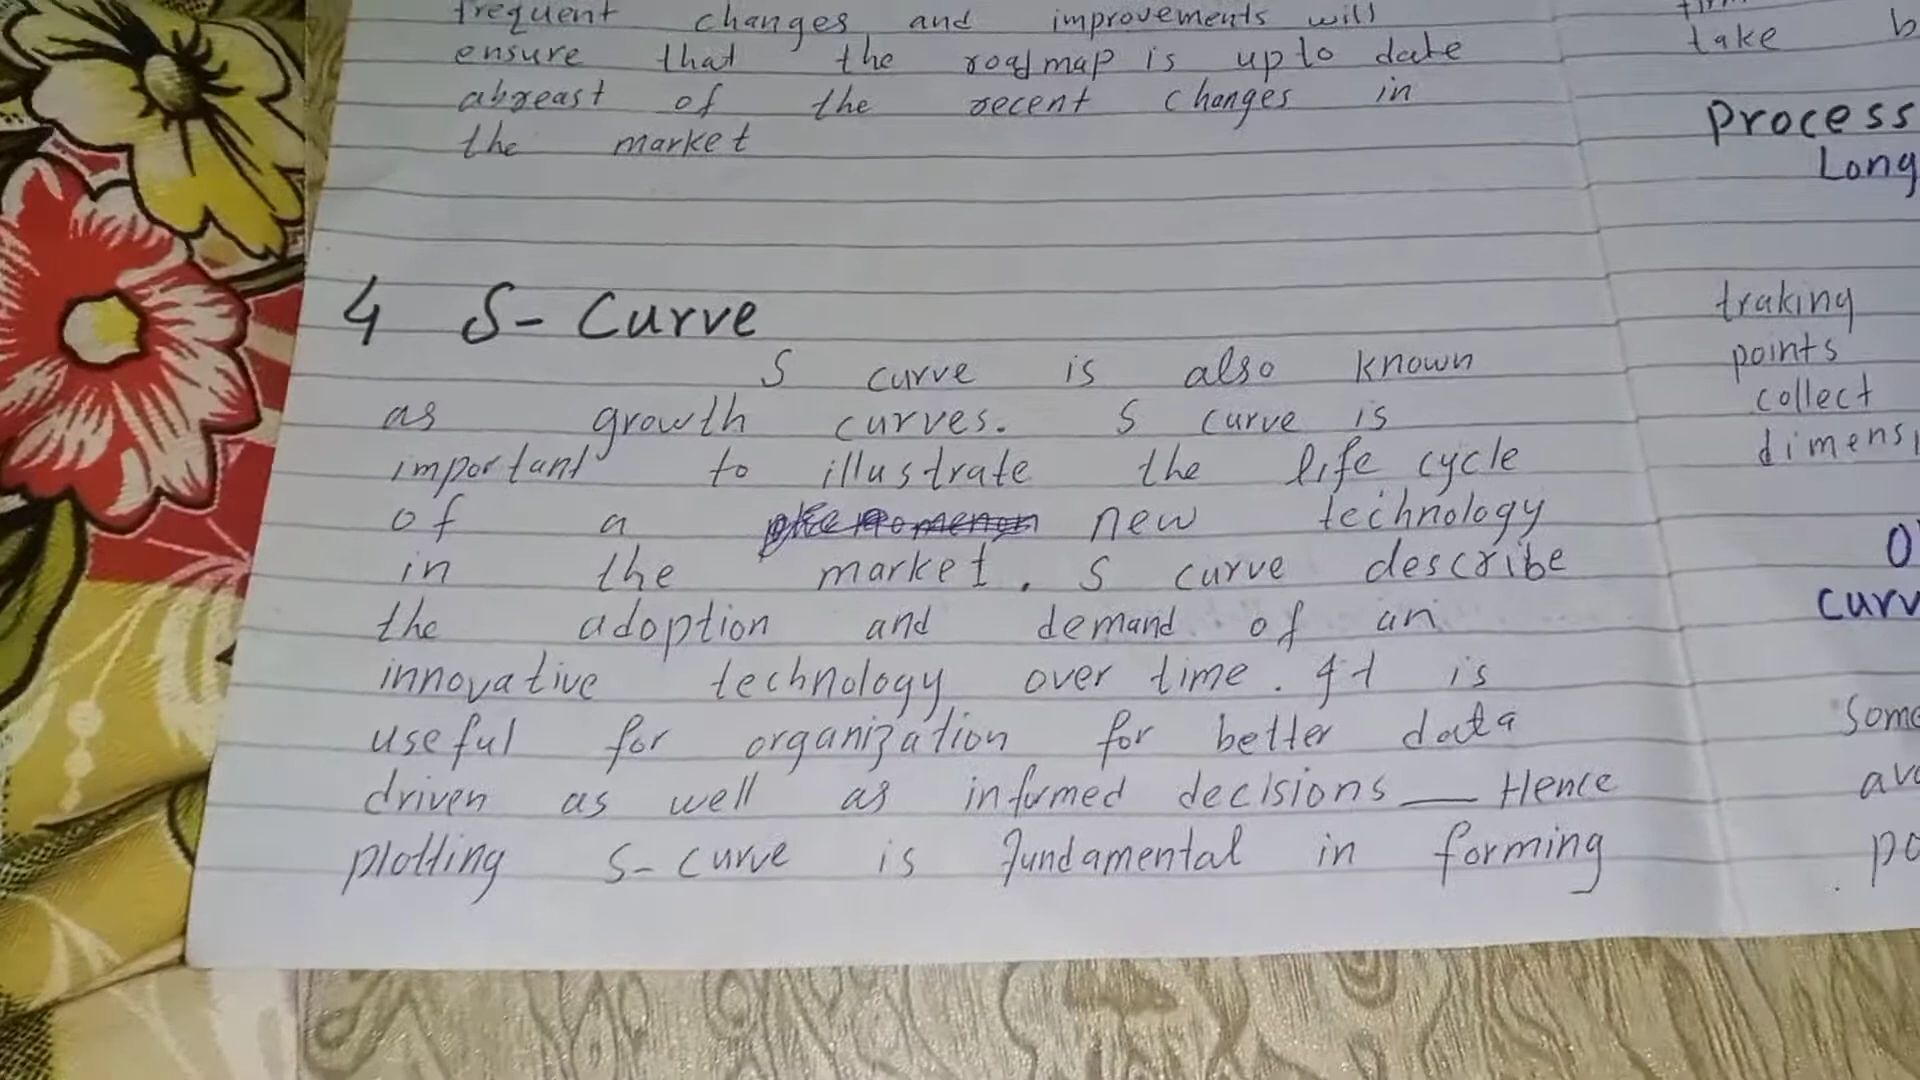 frequent changes and improvements will
ensure that the roadmap is up to date
abreast of the recent changes in
the market
4 S- Curve
S curve is also known
as growth curves. S curve is
important to illustrate the life cycle
of a new technology
in the market. S curve describe
the adoption and demand of an
innovative technology over time. It is
useful for organization for better data
driven as well as informed decisions — Hence
plotting S- curve is fundamental in forming
take
process
Long
traking
points
collect